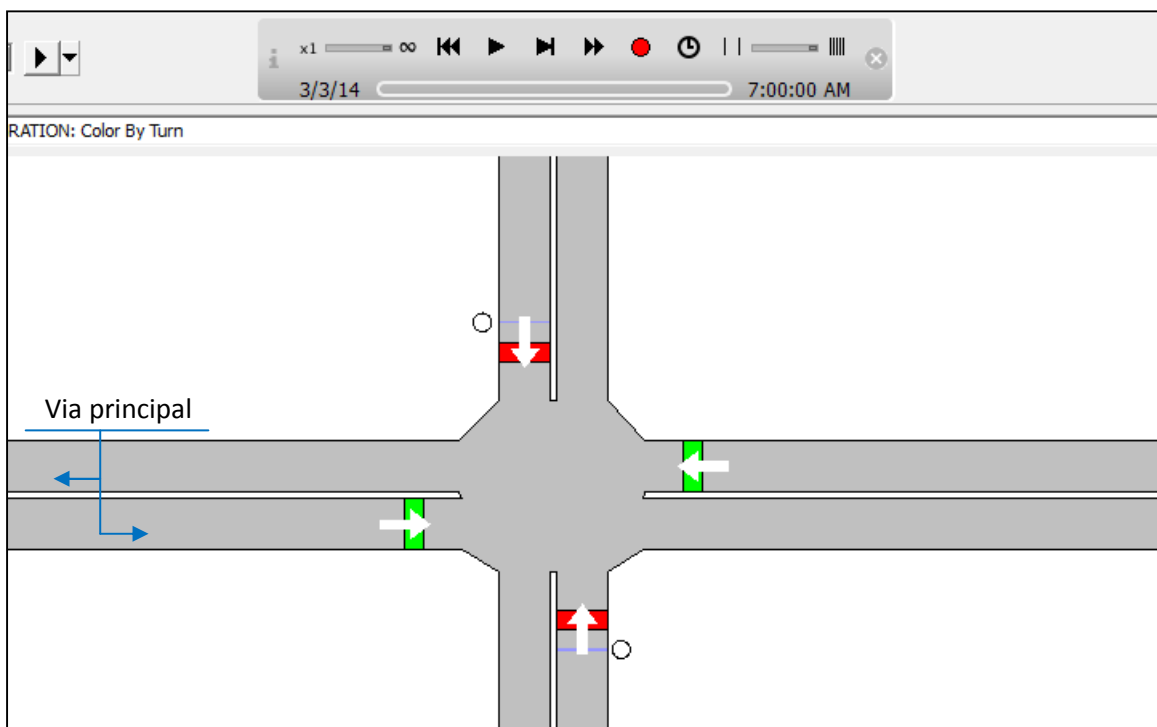 x1 ∞
3/3/14 7:00:00 AM
RATION: Color By Turn
Via principal